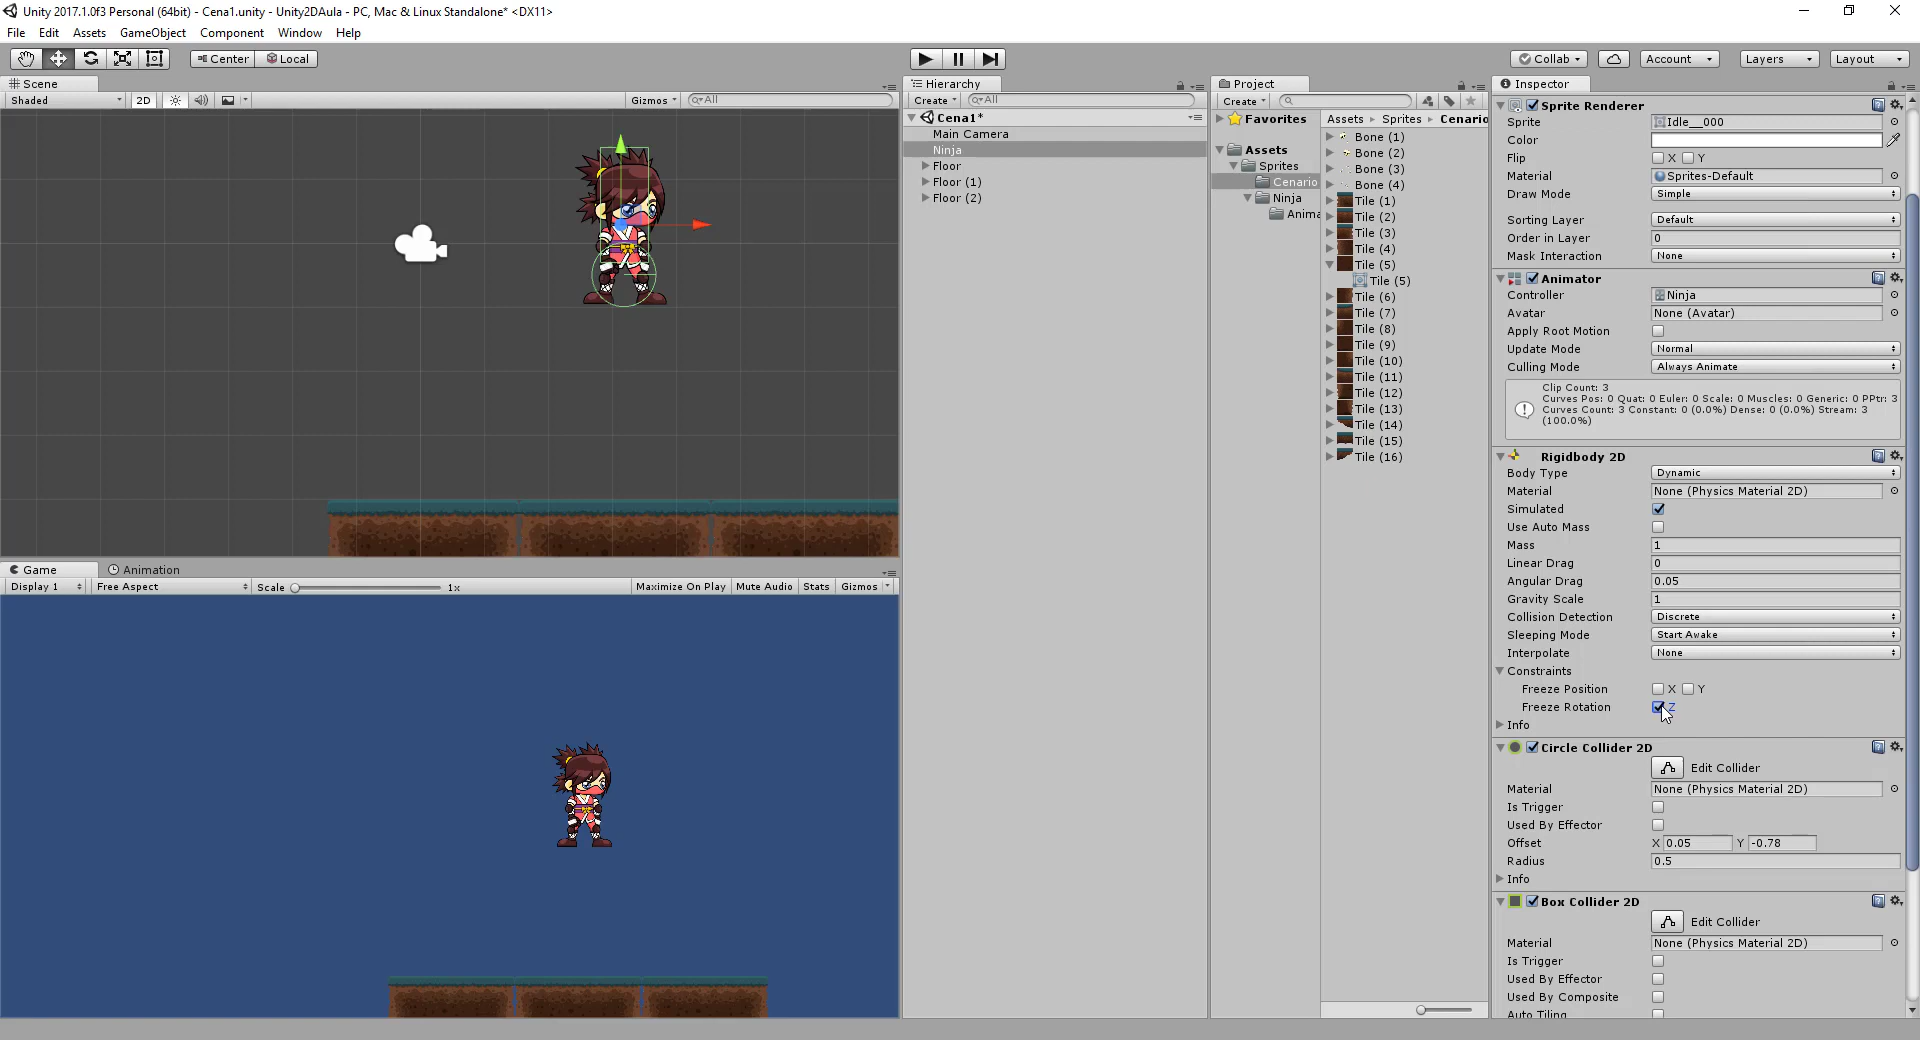 Unity 2017.1.0f3 Personal (64bit) - Cena1.unity - Unity2DAula - PC, Mac & Linux Standalone* <DX11>
File Edit Assets GameObject Component Window Help
Center Local Collab Account Layers Layout
Scene
Shaded 2D Gizmos All
Hierarchy
Create All
Cena1*
Main Camera
Ninja
Floor
Floor (1)
Floor (2)
Game Animation
Display 1 Free Aspect Scale 1x Maximize On Play Mute Audio Stats Gizmos
Project
Create
Favorites
Assets
Sprites
Cenario
Ninja
Anima
Assets Sprites Cenario
Bone (1)
Bone (2)
Bone (3)
Bone (4)
Tile (1)
Tile (2)
Tile (3)
Tile (4)
Tile (5)
Tile (5)
Tile (6)
Tile (7)
Tile (8)
Tile (9)
Tile (10)
Tile (11)
Tile (12)
Tile (13)
Tile (14)
Tile (15)
Tile (16)
Inspector
Sprite Renderer
Sprite Idle__000
Color
Flip X Y
Material Sprites-Default
Draw Mode Simple
Sorting Layer Default
Order in Layer 0
Mask Interaction None
Animator
Controller Ninja
Avatar None (Avatar)
Apply Root Motion
Update Mode Normal
Culling Mode Always Animate
Clip Count: 3
Curves Pos: 0 Quat: 0 Euler: 0 Scale: 0 Muscles: 0 Generic: 0 PPtr: 3
Curves Count: 3 Constant: 0 (0.0%) Dense: 0 (0.0%) Stream: 3
(100.0%)
Rigidbody 2D
Body Type Dynamic
Material None (Physics Material 2D)
Simulated
Use Auto Mass
Mass 1
Linear Drag 0
Angular Drag 0.05
Gravity Scale 1
Collision Detection Discrete
Sleeping Mode Start Awake
Interpolate None
Constraints
Freeze Position X Y
Freeze Rotation Z
Info
Circle Collider 2D
Edit Collider
Material None (Physics Material 2D)
Is Trigger
Used By Effector
Offset X 0.05 Y -0.78
Radius 0.5
Info
Box Collider 2D
Edit Collider
Material None (Physics Material 2D)
Is Trigger
Used By Effector
Used By Composite
Auto Tiling